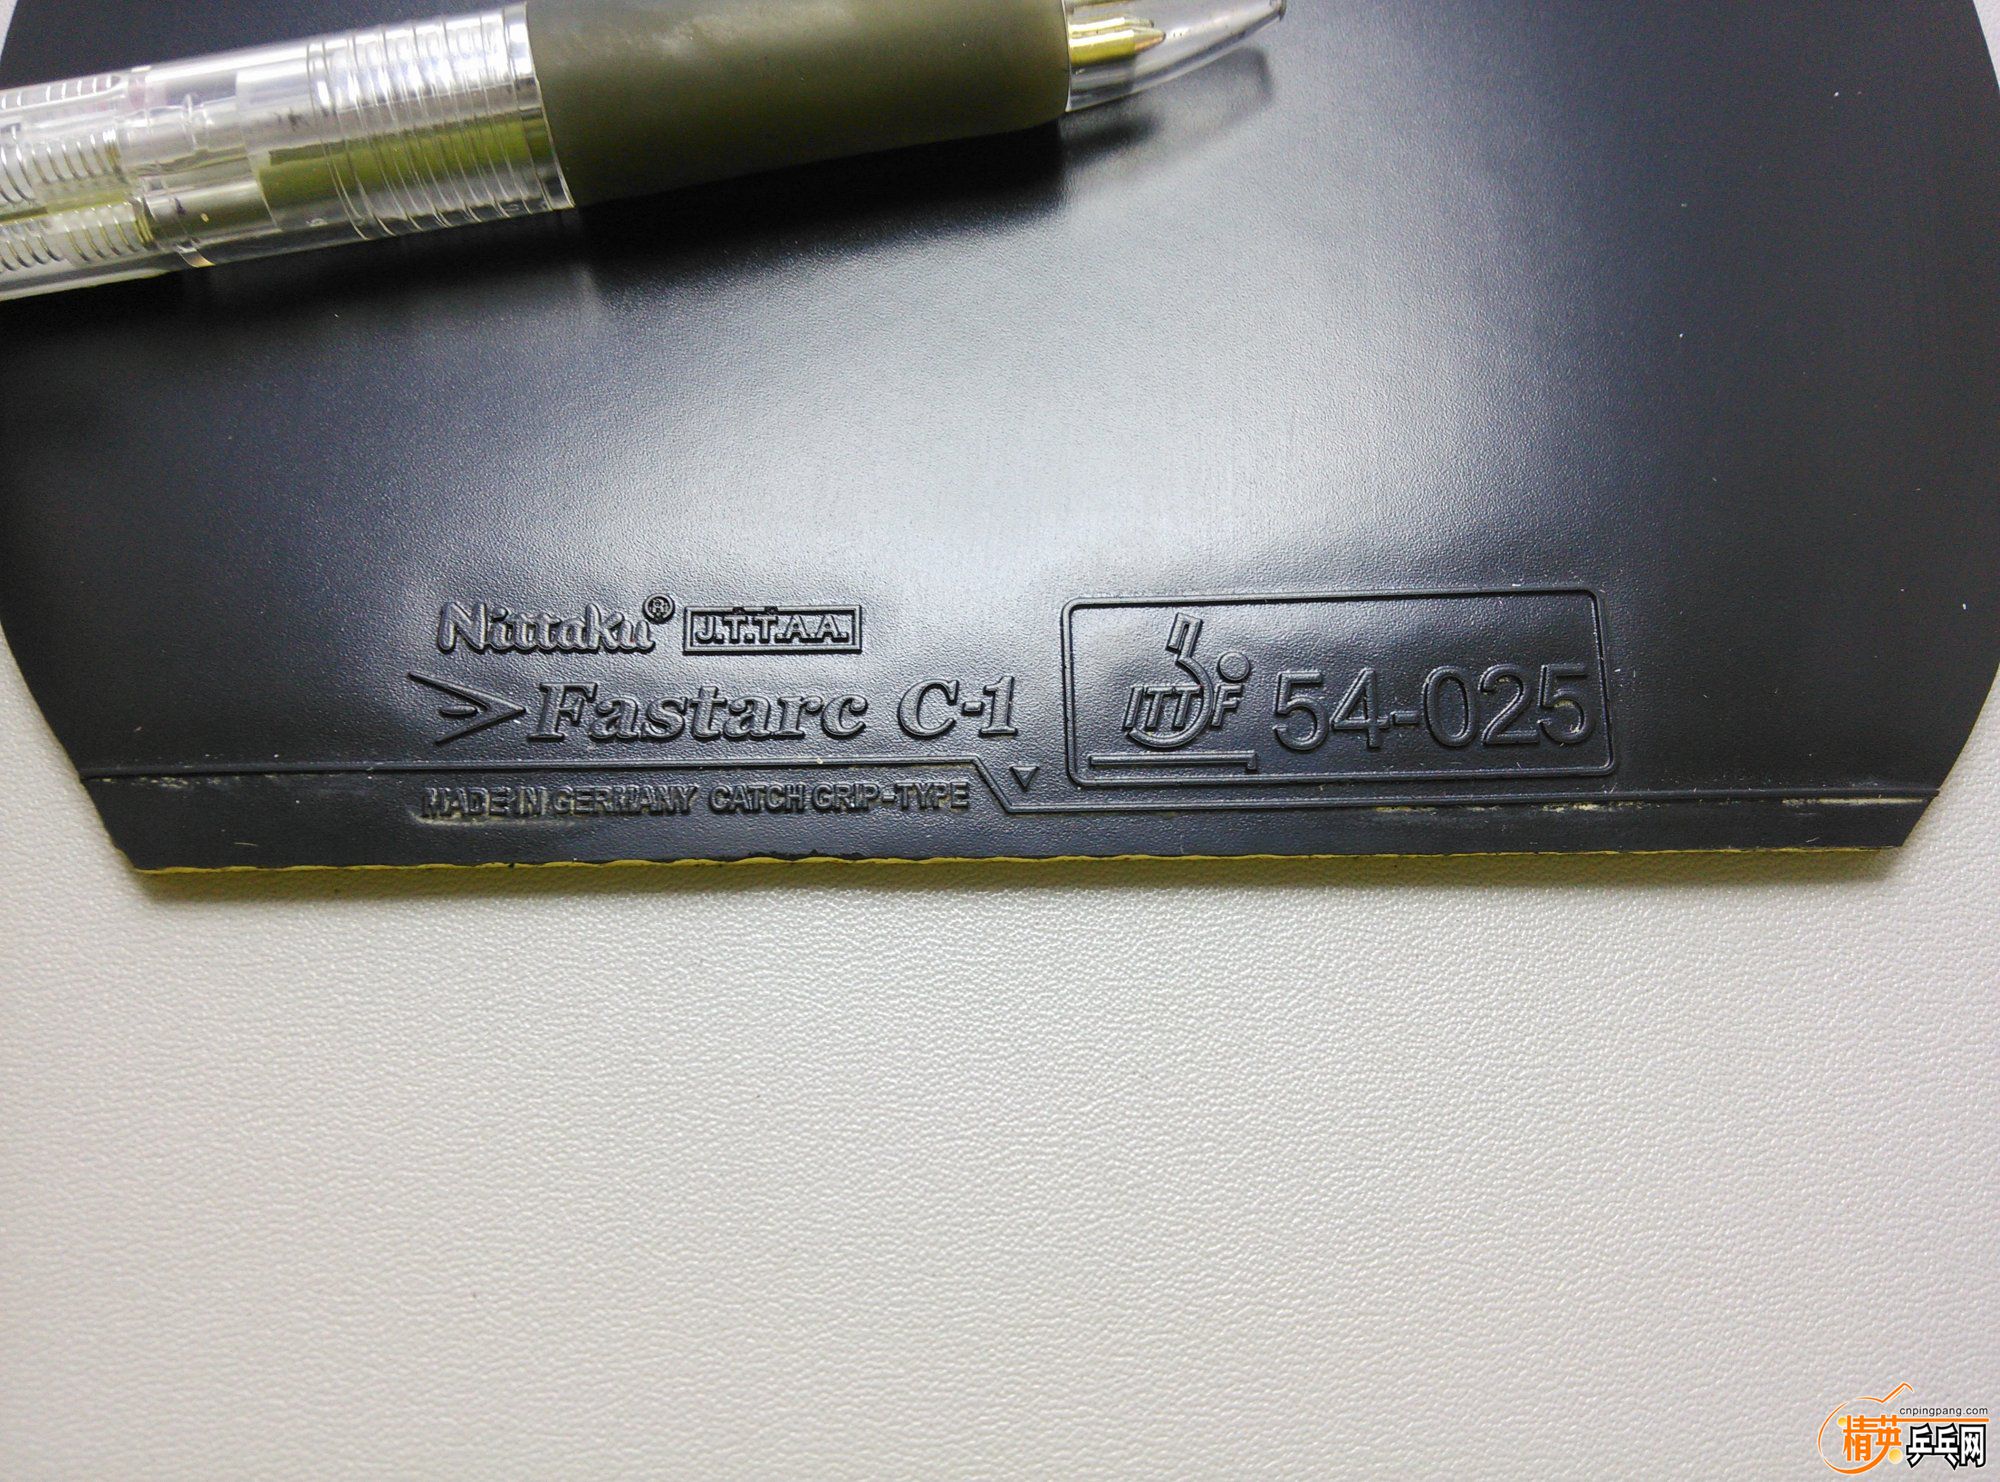 Nittaku® J.T.T.A.A.
Fastarc C-1
ITTF 54-025
MADE IN GERMANY CATCH GRIP-TYPE
cnpingpang.com
精英乒乓网